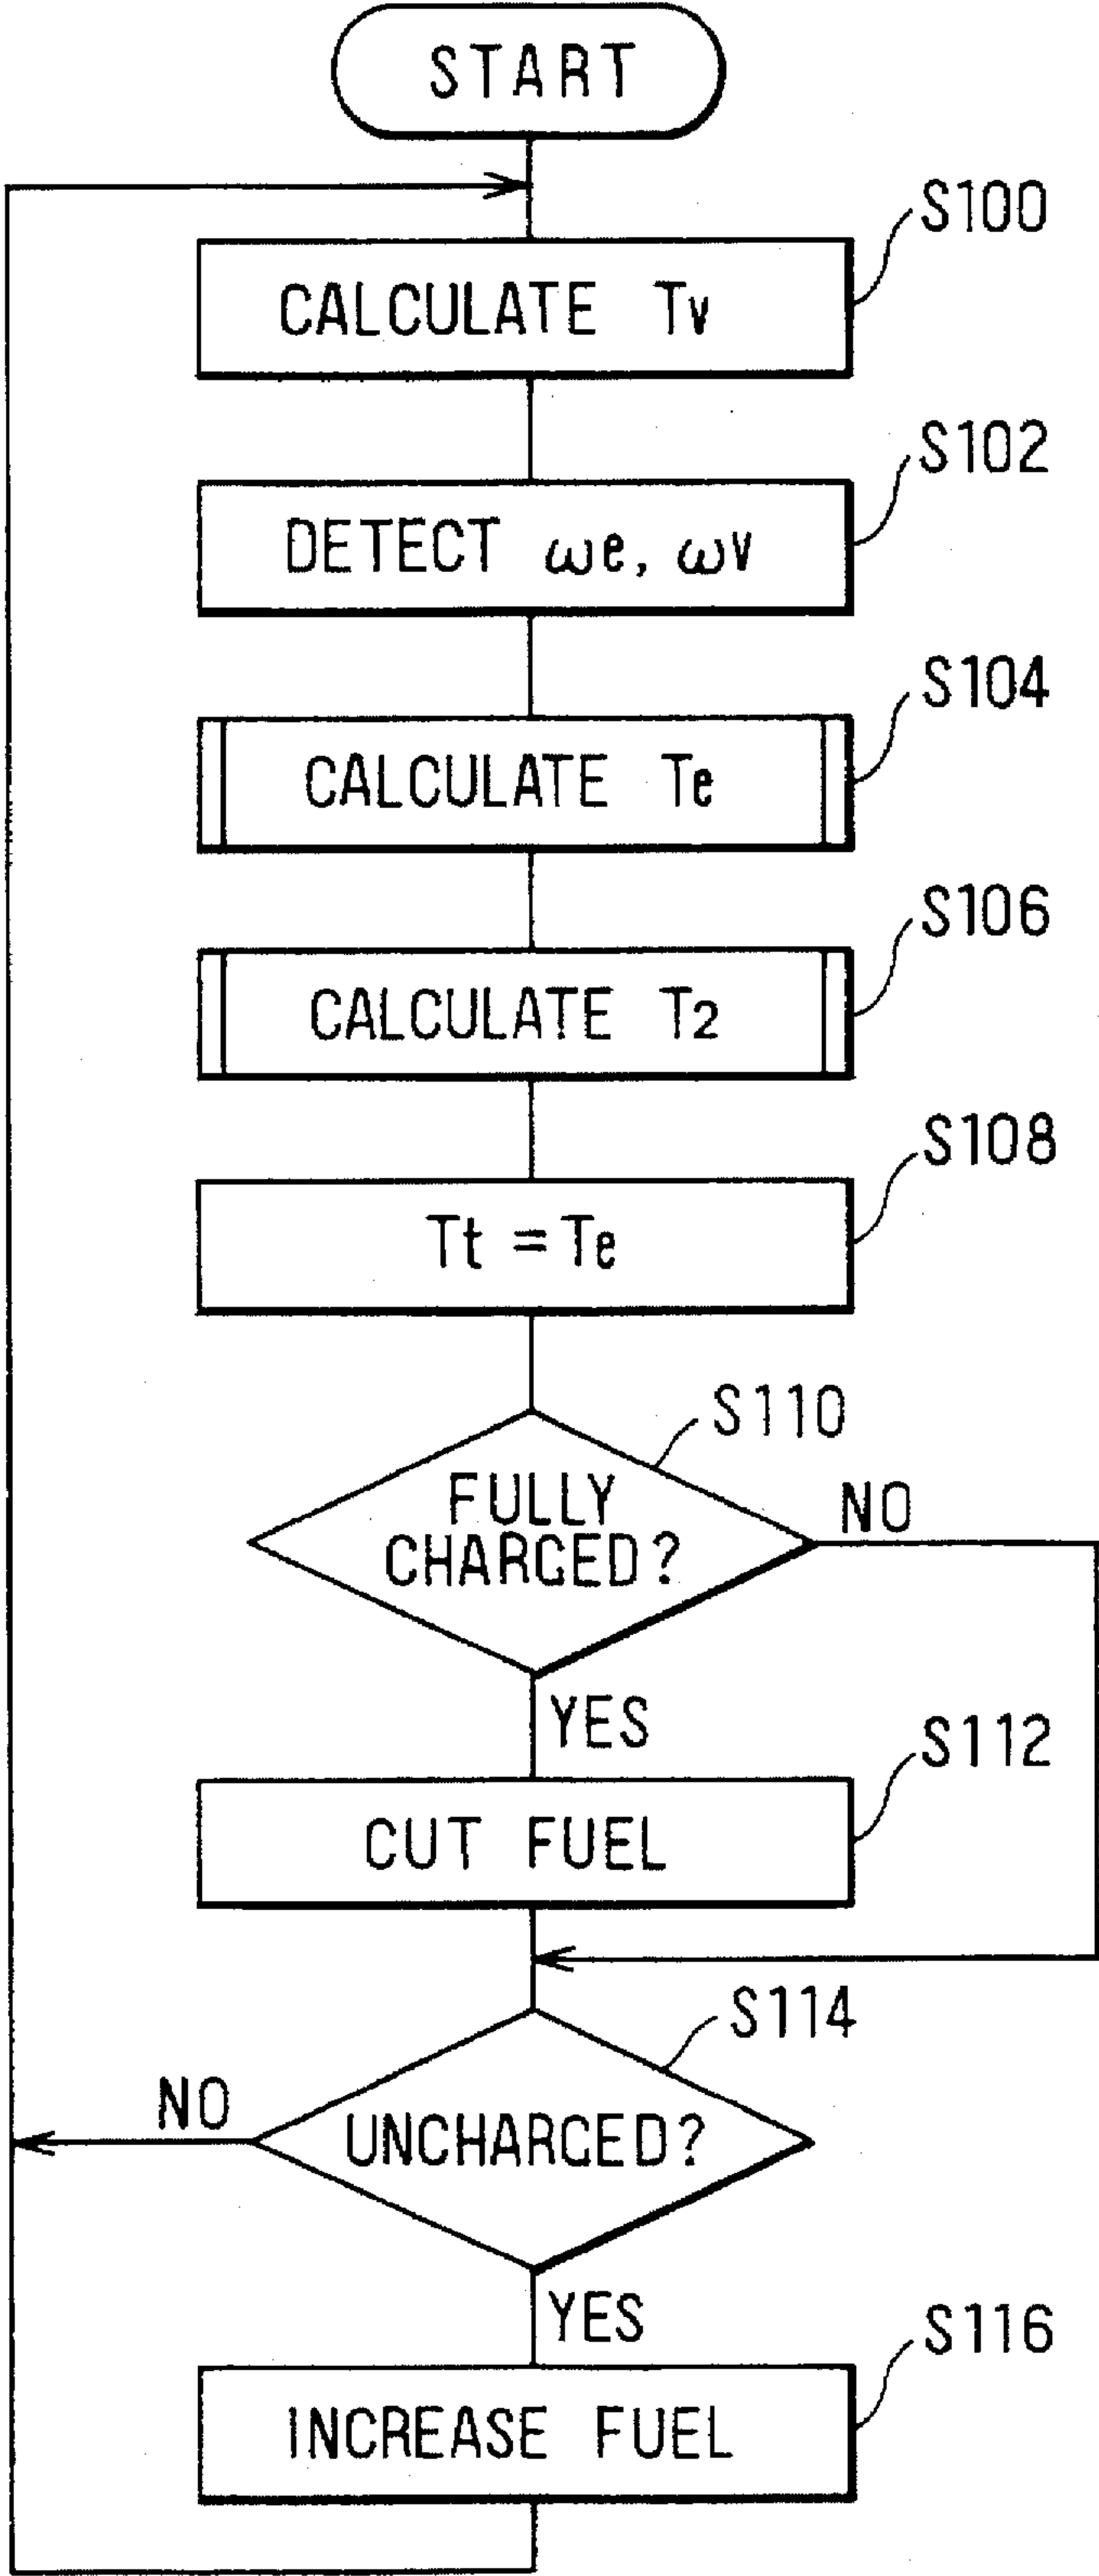 START
S100
CALCULATE Tv
S102
DETECT ωe, ωv
S104
CALCULATE Te
S106
CALCULATE T2
S108
Tt = Te
S110
FULLY
CHARGED?
NO
YES
S112
CUT FUEL
S114
NO
UNCHARGED?
YES
S116
INCREASE FUEL